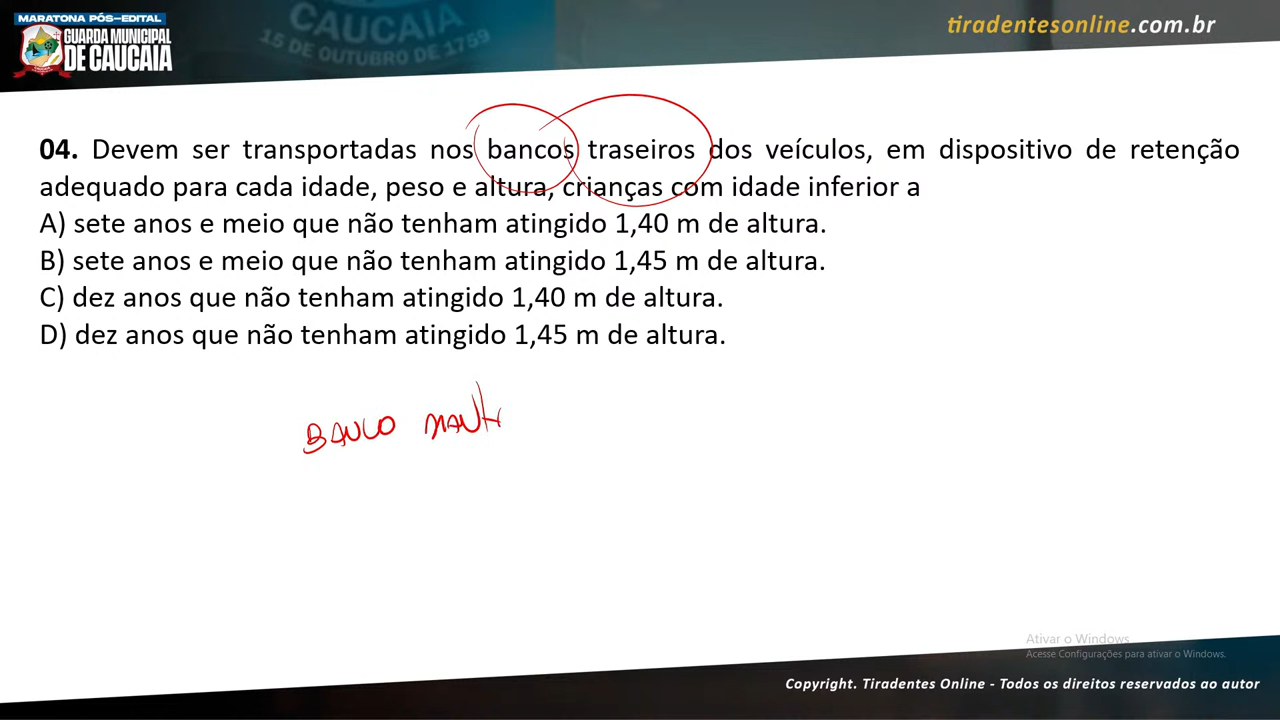 MARATONA PÓS-EDITAL
GUARDA MUNICIPAL
DE CAUCAIA
CAUCAIA
15 DE OUTUBRO DE 1759
tiradentesonline.com.br
04. Devem ser transportadas nos bancos traseiros dos veículos, em dispositivo de retenção
adequado para cada idade, peso e altura, crianças com idade inferior a
A) sete anos e meio que não tenham atingido 1,40 m de altura.
B) sete anos e meio que não tenham atingido 1,45 m de altura.
C) dez anos que não tenham atingido 1,40 m de altura.
D) dez anos que não tenham atingido 1,45 m de altura.
BANCO
Ativar o Windows
Acesse Configurações para ativar o Windows.
Copyright. Tiradentes Online - Todos os direitos reservados ao autor